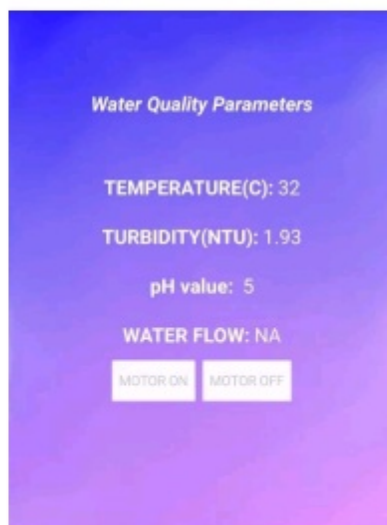 Water Quality Parameters
TEMPERATURE(C): 32
TURBIDITY(NTU): 1.93
pH value: 5
WATER FLOW: NA
MOTOR ON MOTOR OFF